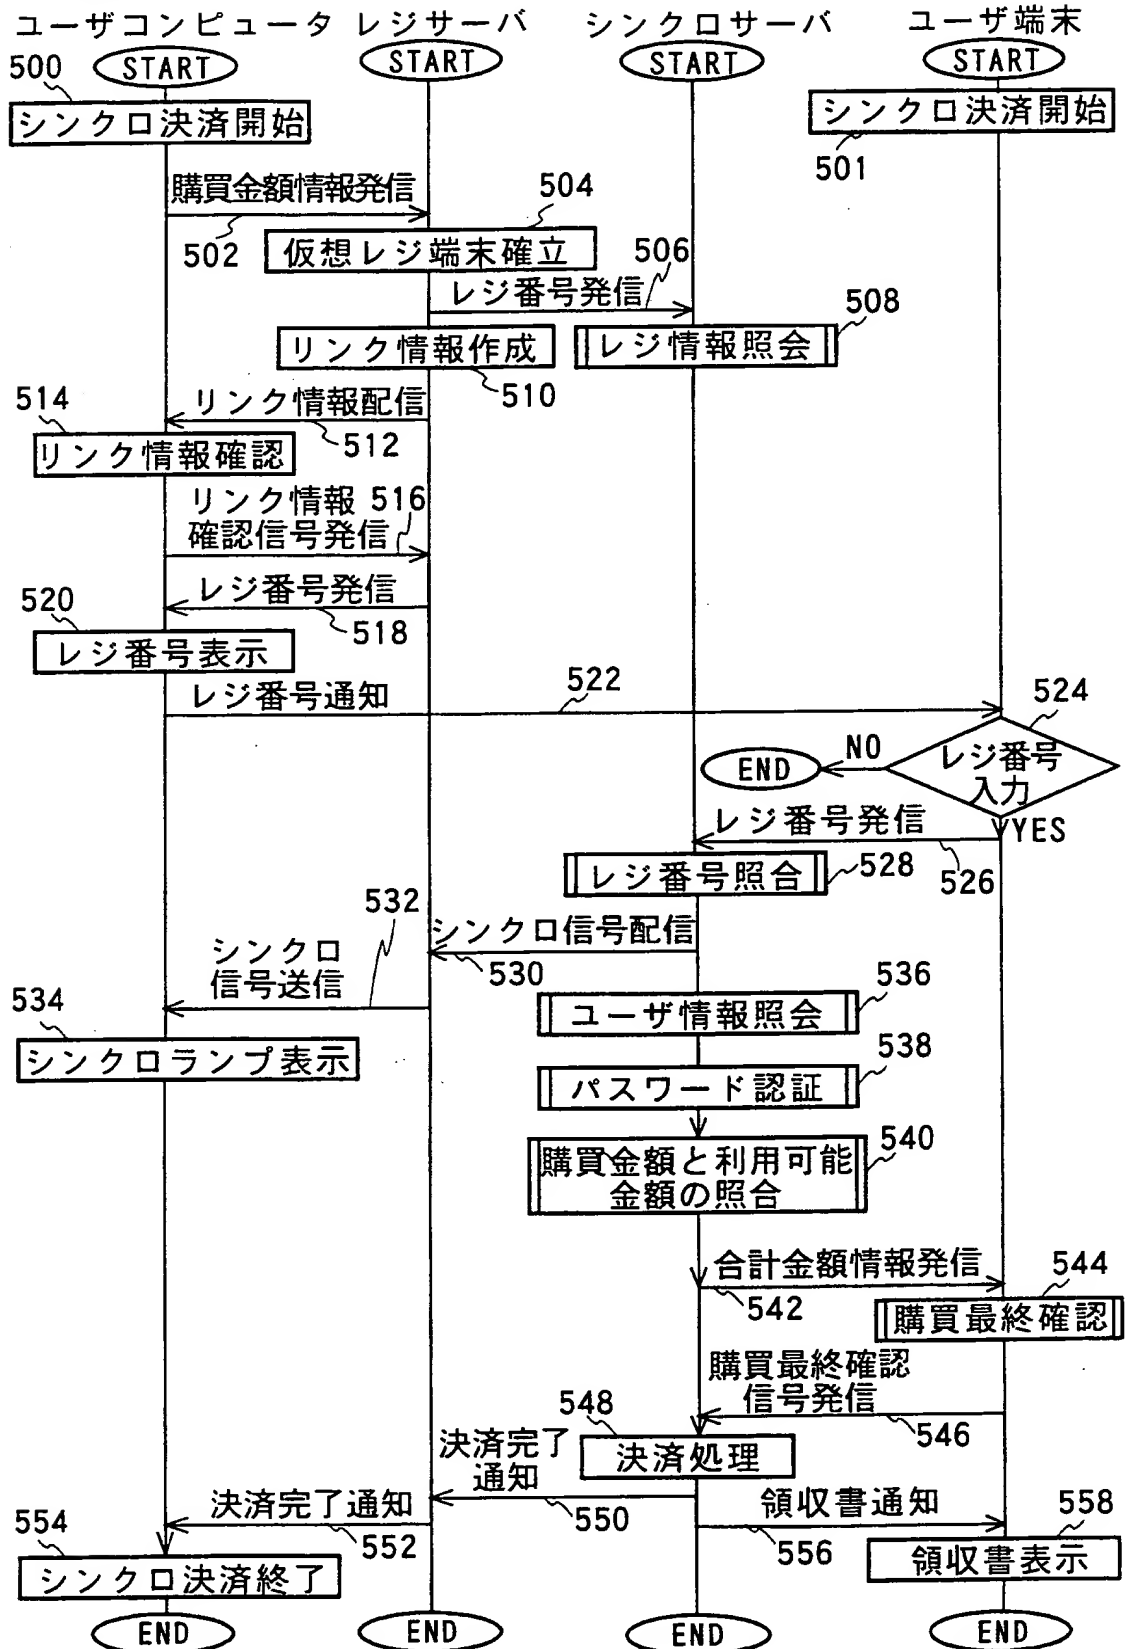 ユーザコンピュータ レジサーバ シンクロサーバ ユーザ端末
START START START START
500
シンクロ決済開始 シンクロ決済開始
501
購買金額情報発信
502
504
仮想レジ端末確立
506
レジ番号発信
508
リンク情報作成 レジ情報照会
510
リンク情報配信
512
514
リンク情報確認
リンク情報 516
確認信号発信
レジ番号発信
518
520
レジ番号表示
レジ番号通知
522
524
レジ番号
入力
NO
END
YES
レジ番号発信
526
レジ番号照合
528
シンクロ信号配信
530
532
シンクロ
信号送信
534
シンクロランプ表示
536
ユーザ情報照会
538
パスワード認証
540
購買金額と利用可能
金額の照合
合計金額情報発信
542
544
購買最終確認
購買最終確認
信号発信
546
548
決済処理
決済完了
通知
550
決済完了通知
552
領収書通知
556
554
シンクロ決済終了
558
領収書表示
END END END END